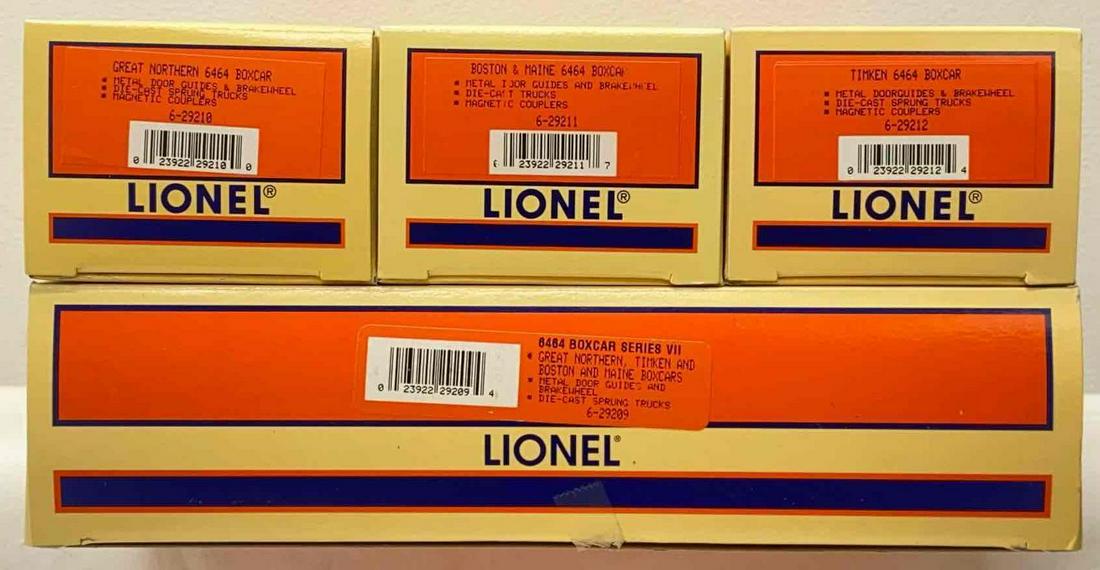 GREAT NORTHERN 6464 BOXCAR
▪ METAL DOOR GUIDES & BRAKEWHEEL
▪ DIE-CAST SPRUNG TRUCKS
▪ MAGNETIC COUPLERS
6-29210
0 23922 29210 0
LIONEL®
BOSTON & MAINE 6464 BOXCAR
▪ METAL DOOR GUIDES AND BRAKEWHEEL
▪ DIE-CAST TRUCKS
▪ MAGNETIC COUPLERS
6-29211
23922 29211 7
LIONEL®
TIMKEN 6464 BOXCAR
▪ METAL DOORGUIDES & BRAKEWHEEL
▪ DIE-CAST SPRUNG TRUCKS
▪ MAGNETIC COUPLERS
6-29212
0 23922 29212 4
LIONEL®
0 23922 29209 4
6464 BOXCAR SERIES VII
• GREAT NORTHERN, TIMKEN AND
BOSTON AND MAINE BOXCARS
• METAL DOOR GUIDES AND
BRAKEWHEEL
• DIE-CAST SPRUNG TRUCKS
6-29209
LIONEL®